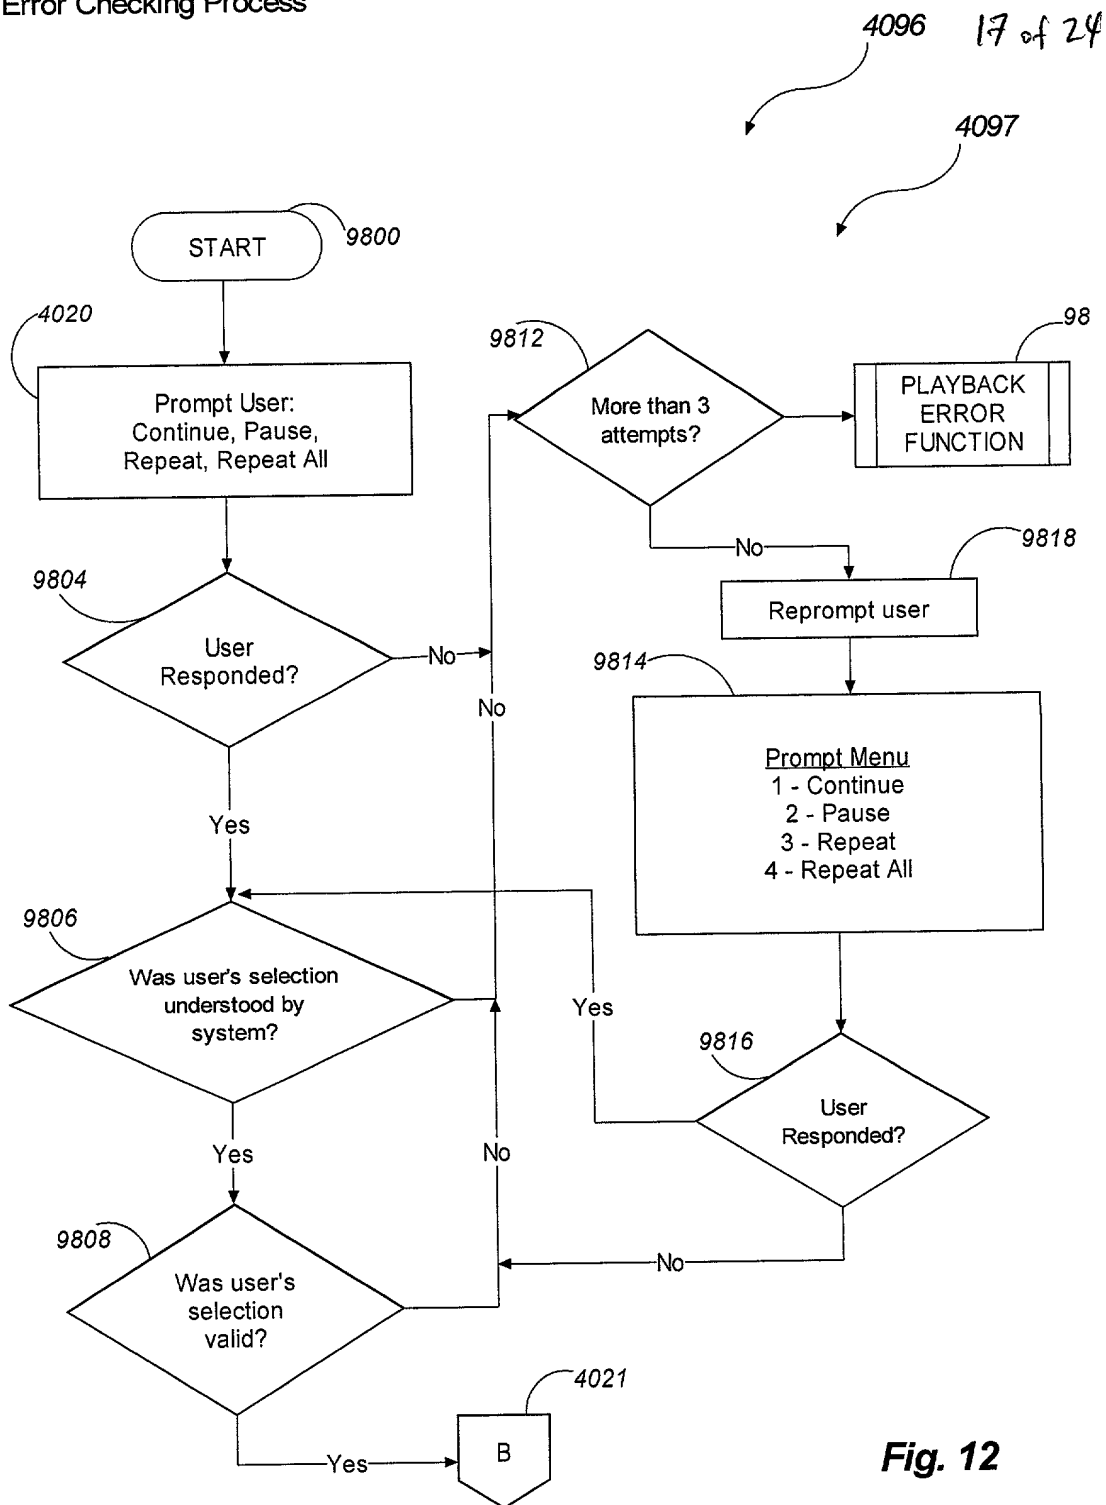 Error Checking Process
4096
17 of 24
4097
START
9800
4020
Prompt User:
Continue, Pause,
Repeat, Repeat All
9812
More than 3
attempts?
98
PLAYBACK
ERROR
FUNCTION
No
9818
Reprompt user
9804
User
Responded?
No
No
9814
Prompt Menu
1 - Continue
2 - Pause
3 - Repeat
4 - Repeat All
Yes
9806
Was user's selection
understood by
system?
Yes
9816
User
Responded?
Yes
No
9808
Was user's
selection
valid?
No
4021
B
Yes
Fig. 12